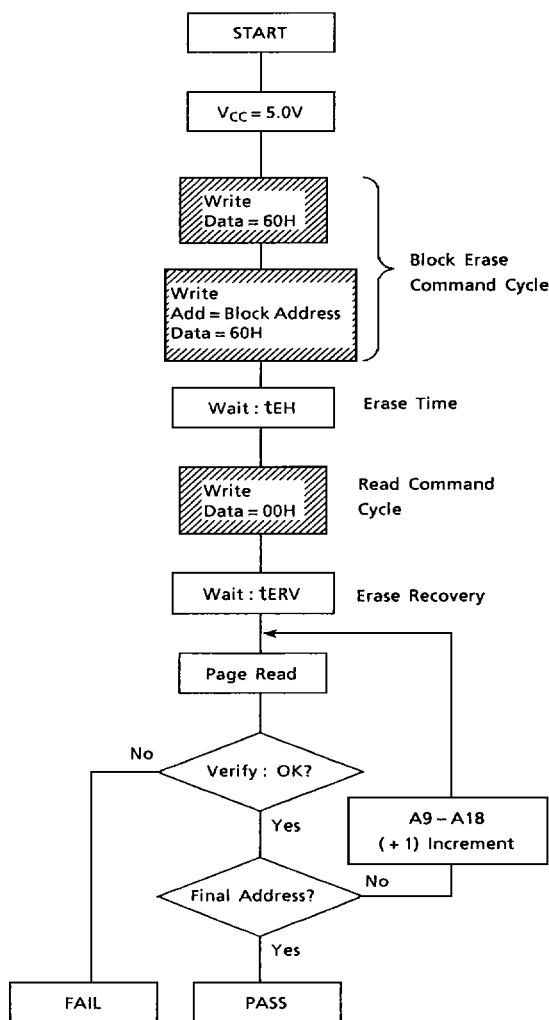 START
VCC = 5.0V
Write
Data = 60H
Write
Add = Block Address
Data = 60H
Block Erase
Command Cycle
Wait : tEH
Erase Time
Write
Data = 00H
Read Command
Cycle
Wait : tERV
Erase Recovery
Page Read
No
Verify : OK?
Yes
A9 – A18
( + 1) Increment
Final Address?
No
Yes
FAIL
PASS